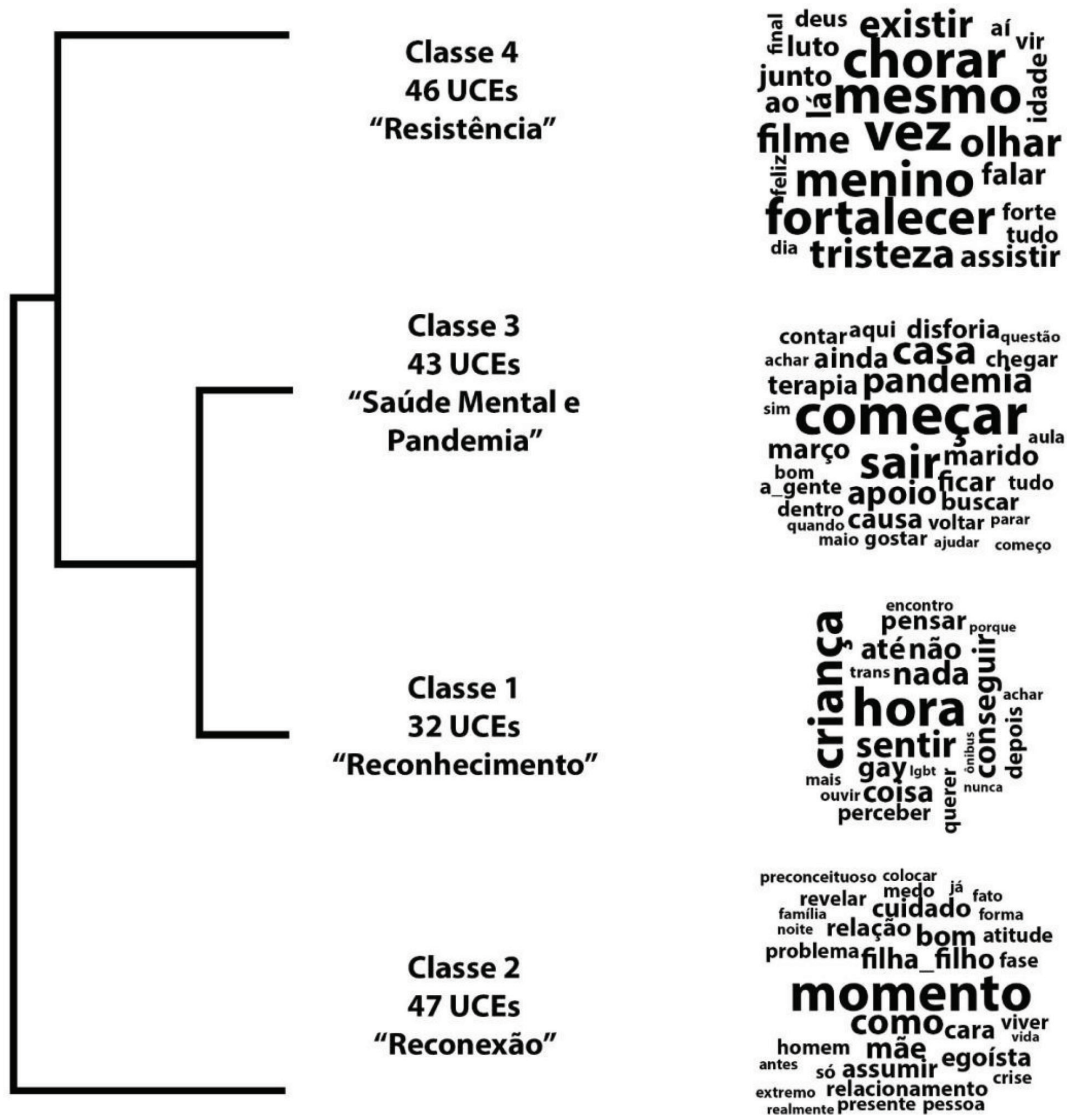 Classe 4
46 UCEs
“Resistência”
final deus existir aí vir
luto chorar idade
junto
ao lá mesmo
filme vez olhar
feliz menino falar
fortalecer forte
tudo
dia tristeza assistir
Classe 3
43 UCEs
“Saúde Mental e
Pandemia”
contar aqui disforia questão
achar ainda casa chegar
terapia pandemia
sim começar aula
março sair marido
bom
a_gente apoio ficar tudo
dentro buscar
quando causa voltar parar
maio gostar ajudar começo
Classe 1
32 UCEs
“Reconhecimento”
encontro
criança pensar porque
até não conseguir
trans nada
hora achar
sentir ônibus depois
gay lgbt
mais nunca
ouvir coisa querer
perceber
Classe 2
47 UCEs
“Reconexão”
preconceituoso colocar
revelar medo já fato
família cuidado forma
noite relação bom atitude
problema filha_filho fase
momento
como cara viver
vida
homem mãe egoísta
antes só assumir crise
extremo relacionamento
realmente presente pessoa